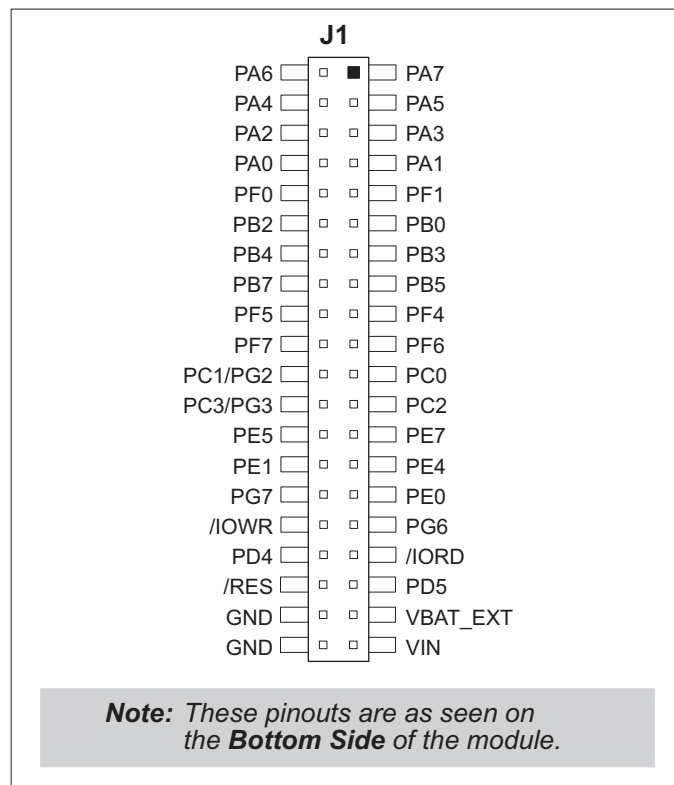 J1
PA6 PA7
PA4 PA5
PA2 PA3
PA0 PA1
PF0 PF1
PB2 PB0
PB4 PB3
PB7 PB5
PF5 PF4
PF7 PF6
PC1/PG2 PC0
PC3/PG3 PC2
PE5 PE7
PE1 PE4
PG7 PE0
/IOWR PG6
PD4 /IORD
/RES PD5
GND VBAT_EXT
GND VIN
Note: These pinouts are as seen on
the Bottom Side of the module.